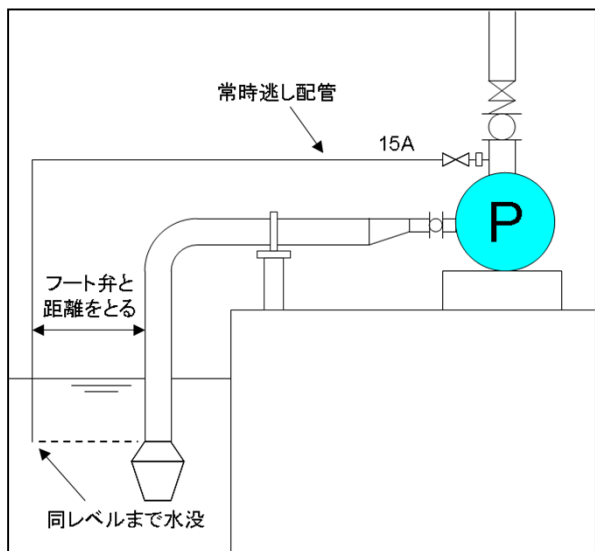 常時逃し配管
15A
P
フート弁と
距離をとる
同レベルまで水没